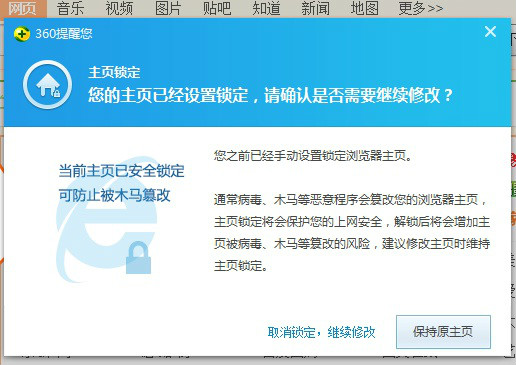 网页 音乐 视频 图片 贴吧 知道 新闻 地图 更多>>
360提醒您
主页锁定
您的主页已经设置锁定，请确认是否需要继续修改？
当前主页已安全锁定
可防止被木马篡改
您之前已经手动设置锁定浏览器主页。
通常病毒、木马等恶意程序会篡改您的浏览器主页，
主页锁定将会保护您的上网安全，解锁后将会增加主
页被病毒、木马等篡改的风险，建议修改主页时维持
主页锁定。
取消锁定，继续修改
保持原主页